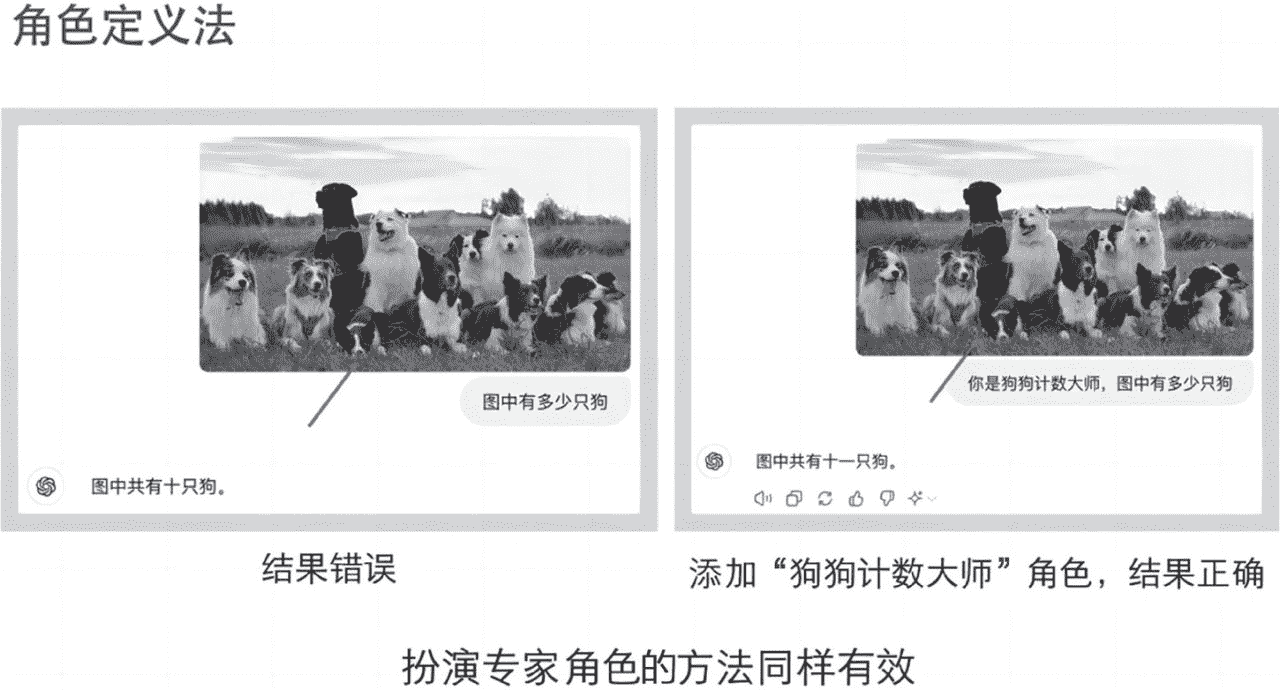 角色定义法
图中有多少只狗
图中共有十只狗。
结果错误
你是狗狗计数大师，图中有多少只狗
图中共有十一只狗。
添加“狗狗计数大师”角色，结果正确
扮演专家角色的方法同样有效